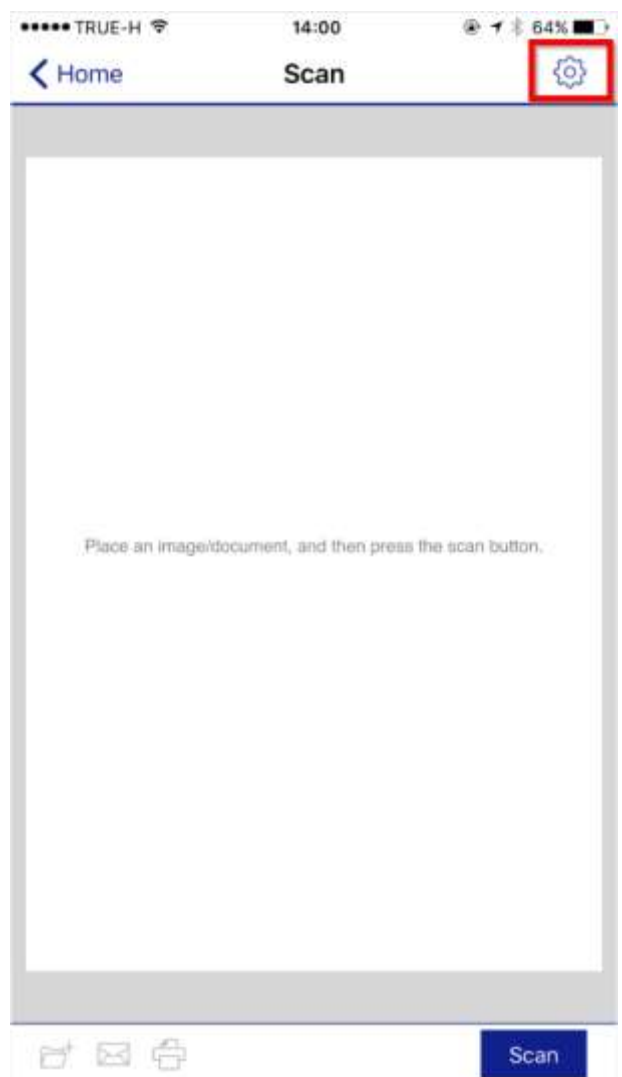 TRUE-H 14:00 64%
Home Scan
Place an image/document, and then press the scan button.
Scan